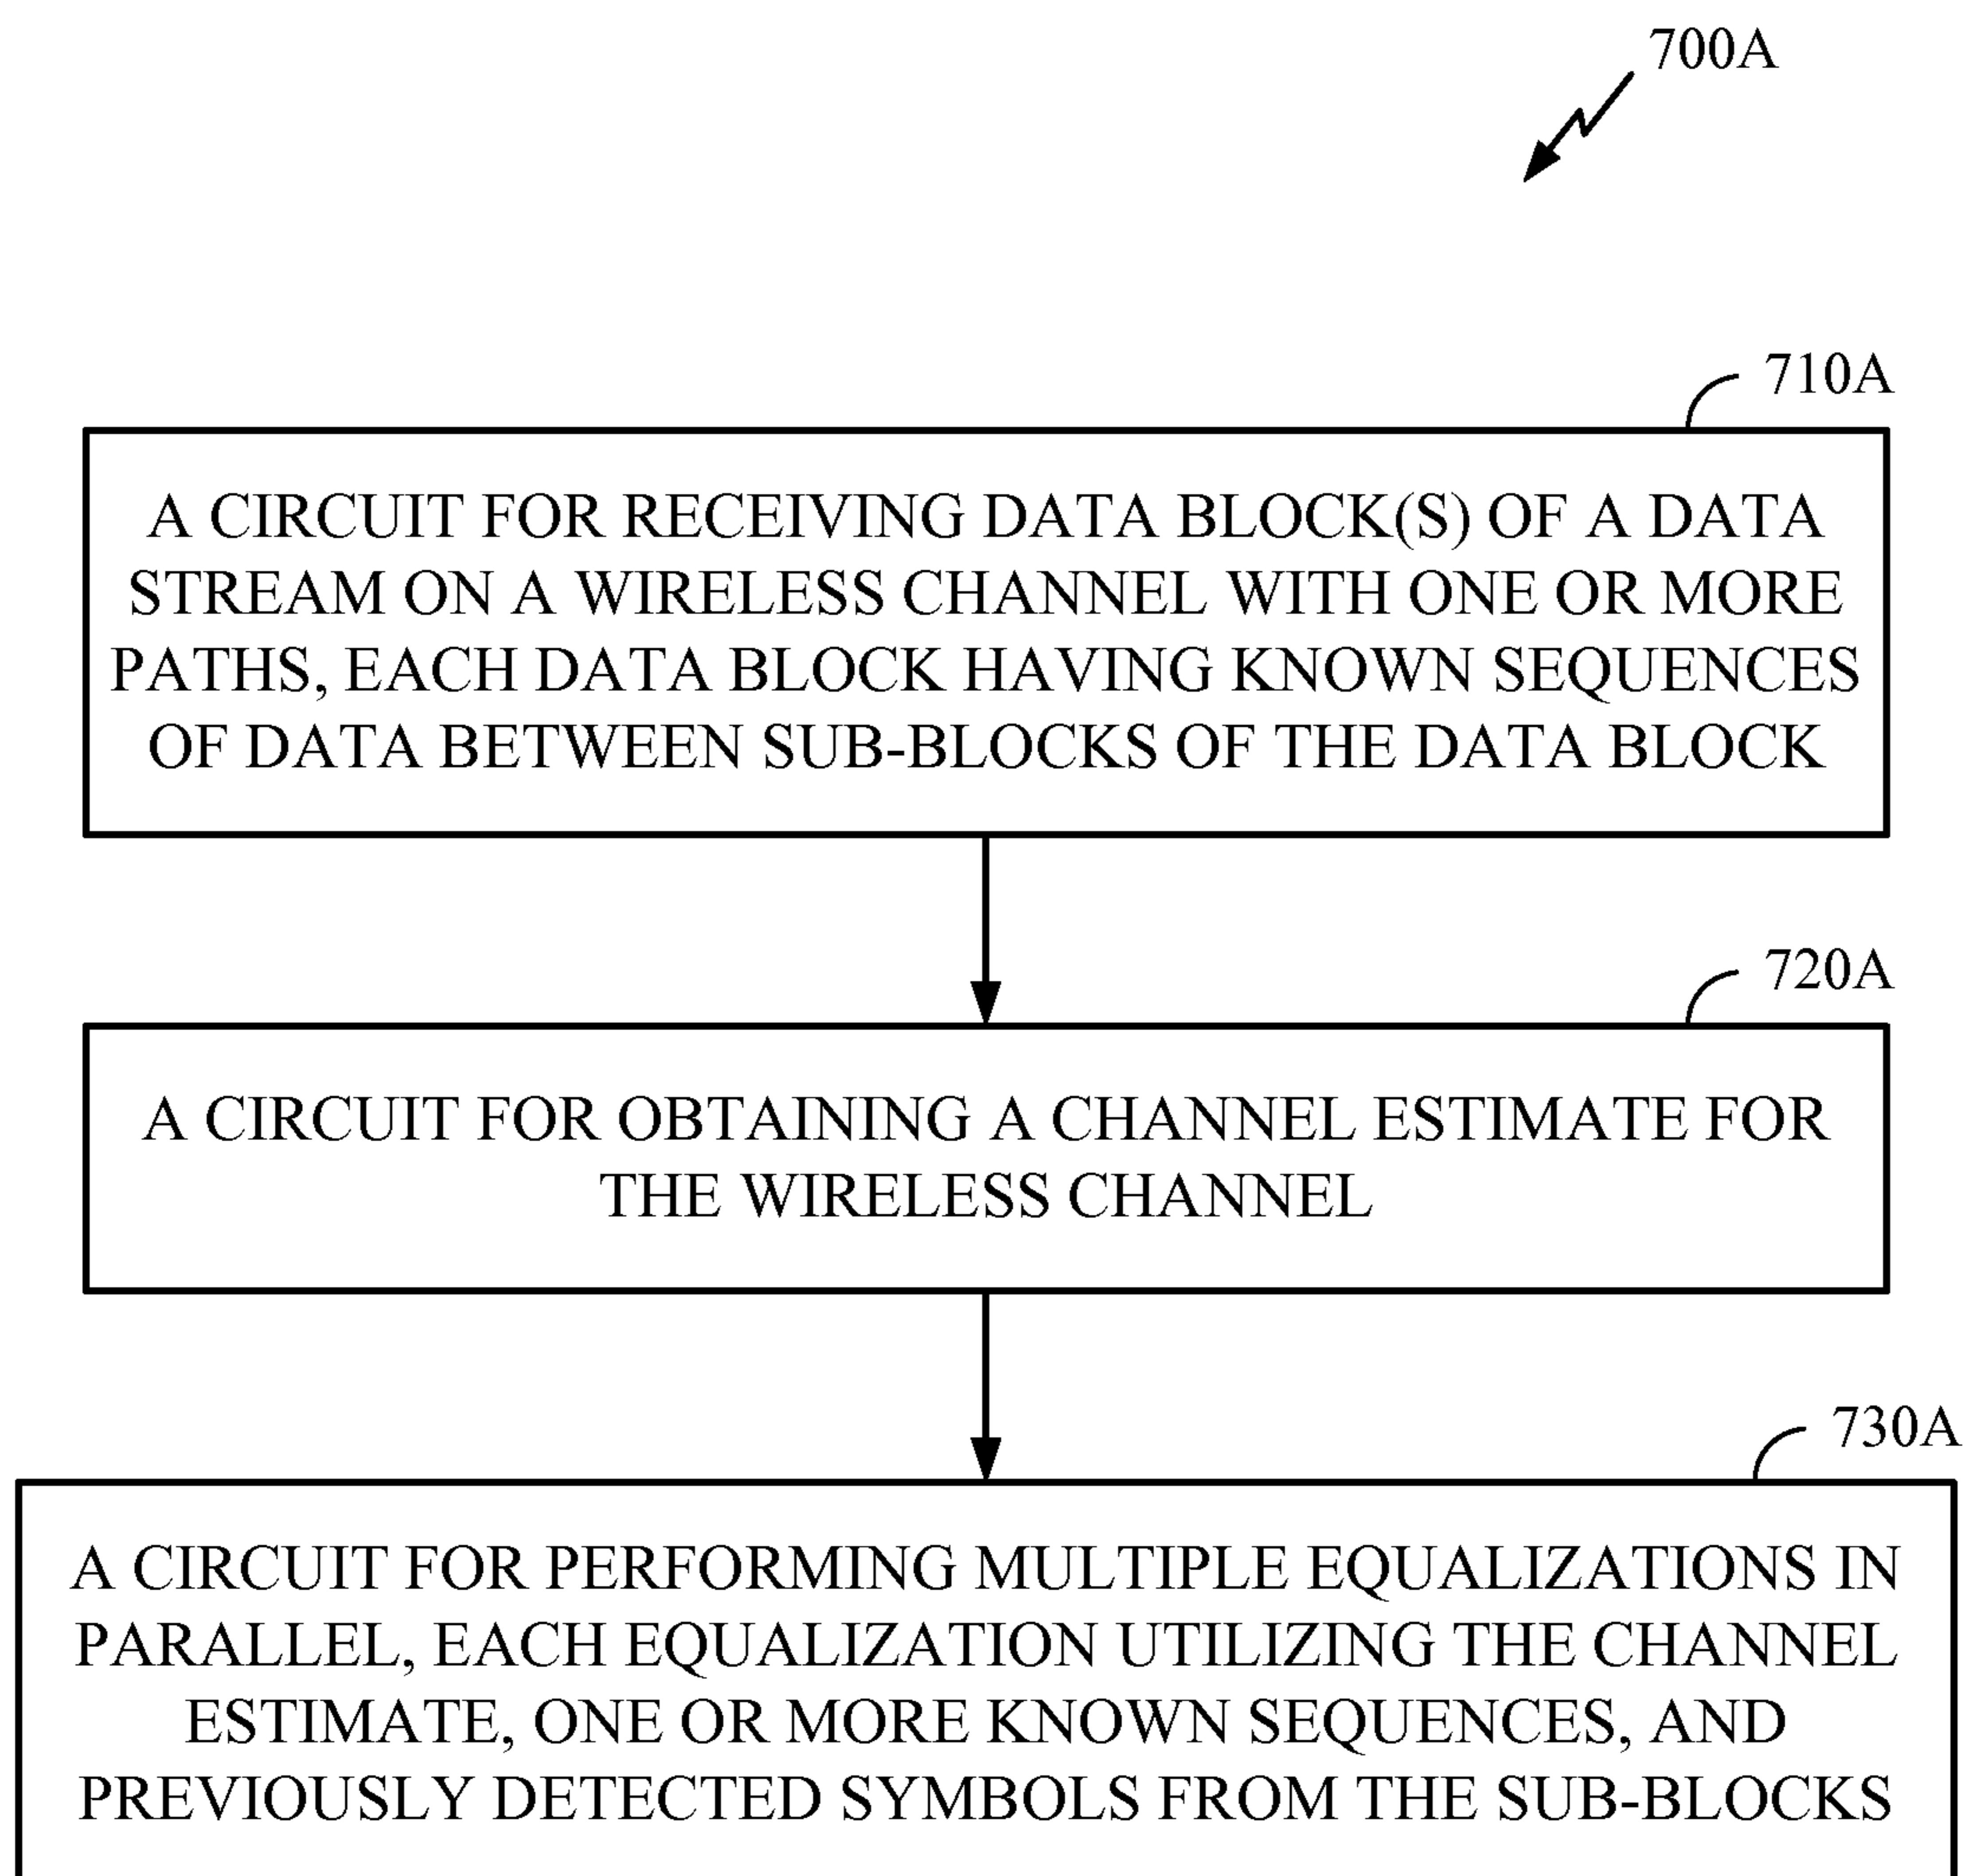 700A
710A
A CIRCUIT FOR RECEIVING DATA BLOCK(S) OF A DATA
STREAM ON A WIRELESS CHANNEL WITH ONE OR MORE
PATHS, EACH DATA BLOCK HAVING KNOWN SEQUENCES
OF DATA BETWEEN SUB-BLOCKS OF THE DATA BLOCK
720A
A CIRCUIT FOR OBTAINING A CHANNEL ESTIMATE FOR
THE WIRELESS CHANNEL
730A
A CIRCUIT FOR PERFORMING MULTIPLE EQUALIZATIONS IN
PARALLEL, EACH EQUALIZATION UTILIZING THE CHANNEL
ESTIMATE, ONE OR MORE KNOWN SEQUENCES, AND
PREVIOUSLY DETECTED SYMBOLS FROM THE SUB-BLOCKS